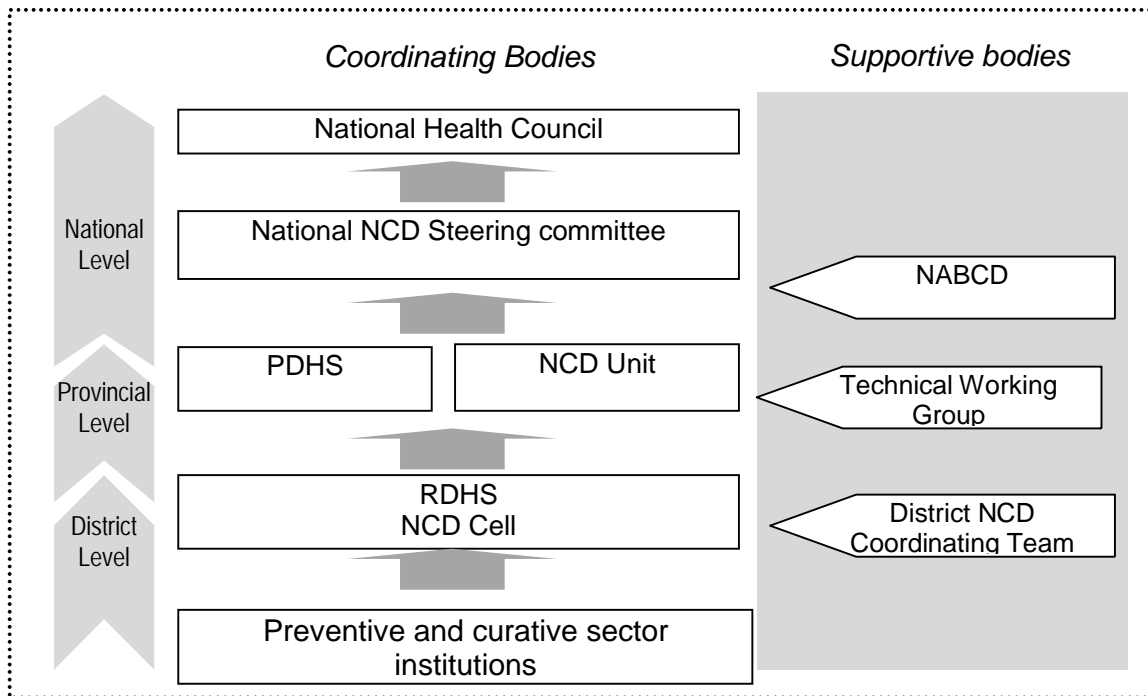 Coordinating Bodies
Supportive bodies
National Health Council
National
Level
National NCD Steering committee
NABCD
PDHS
NCD Unit
Provincial
Level
Technical Working
Group
RDHS
NCD Cell
District
Level
District NCD
Coordinating Team
Preventive and curative sector
institutions